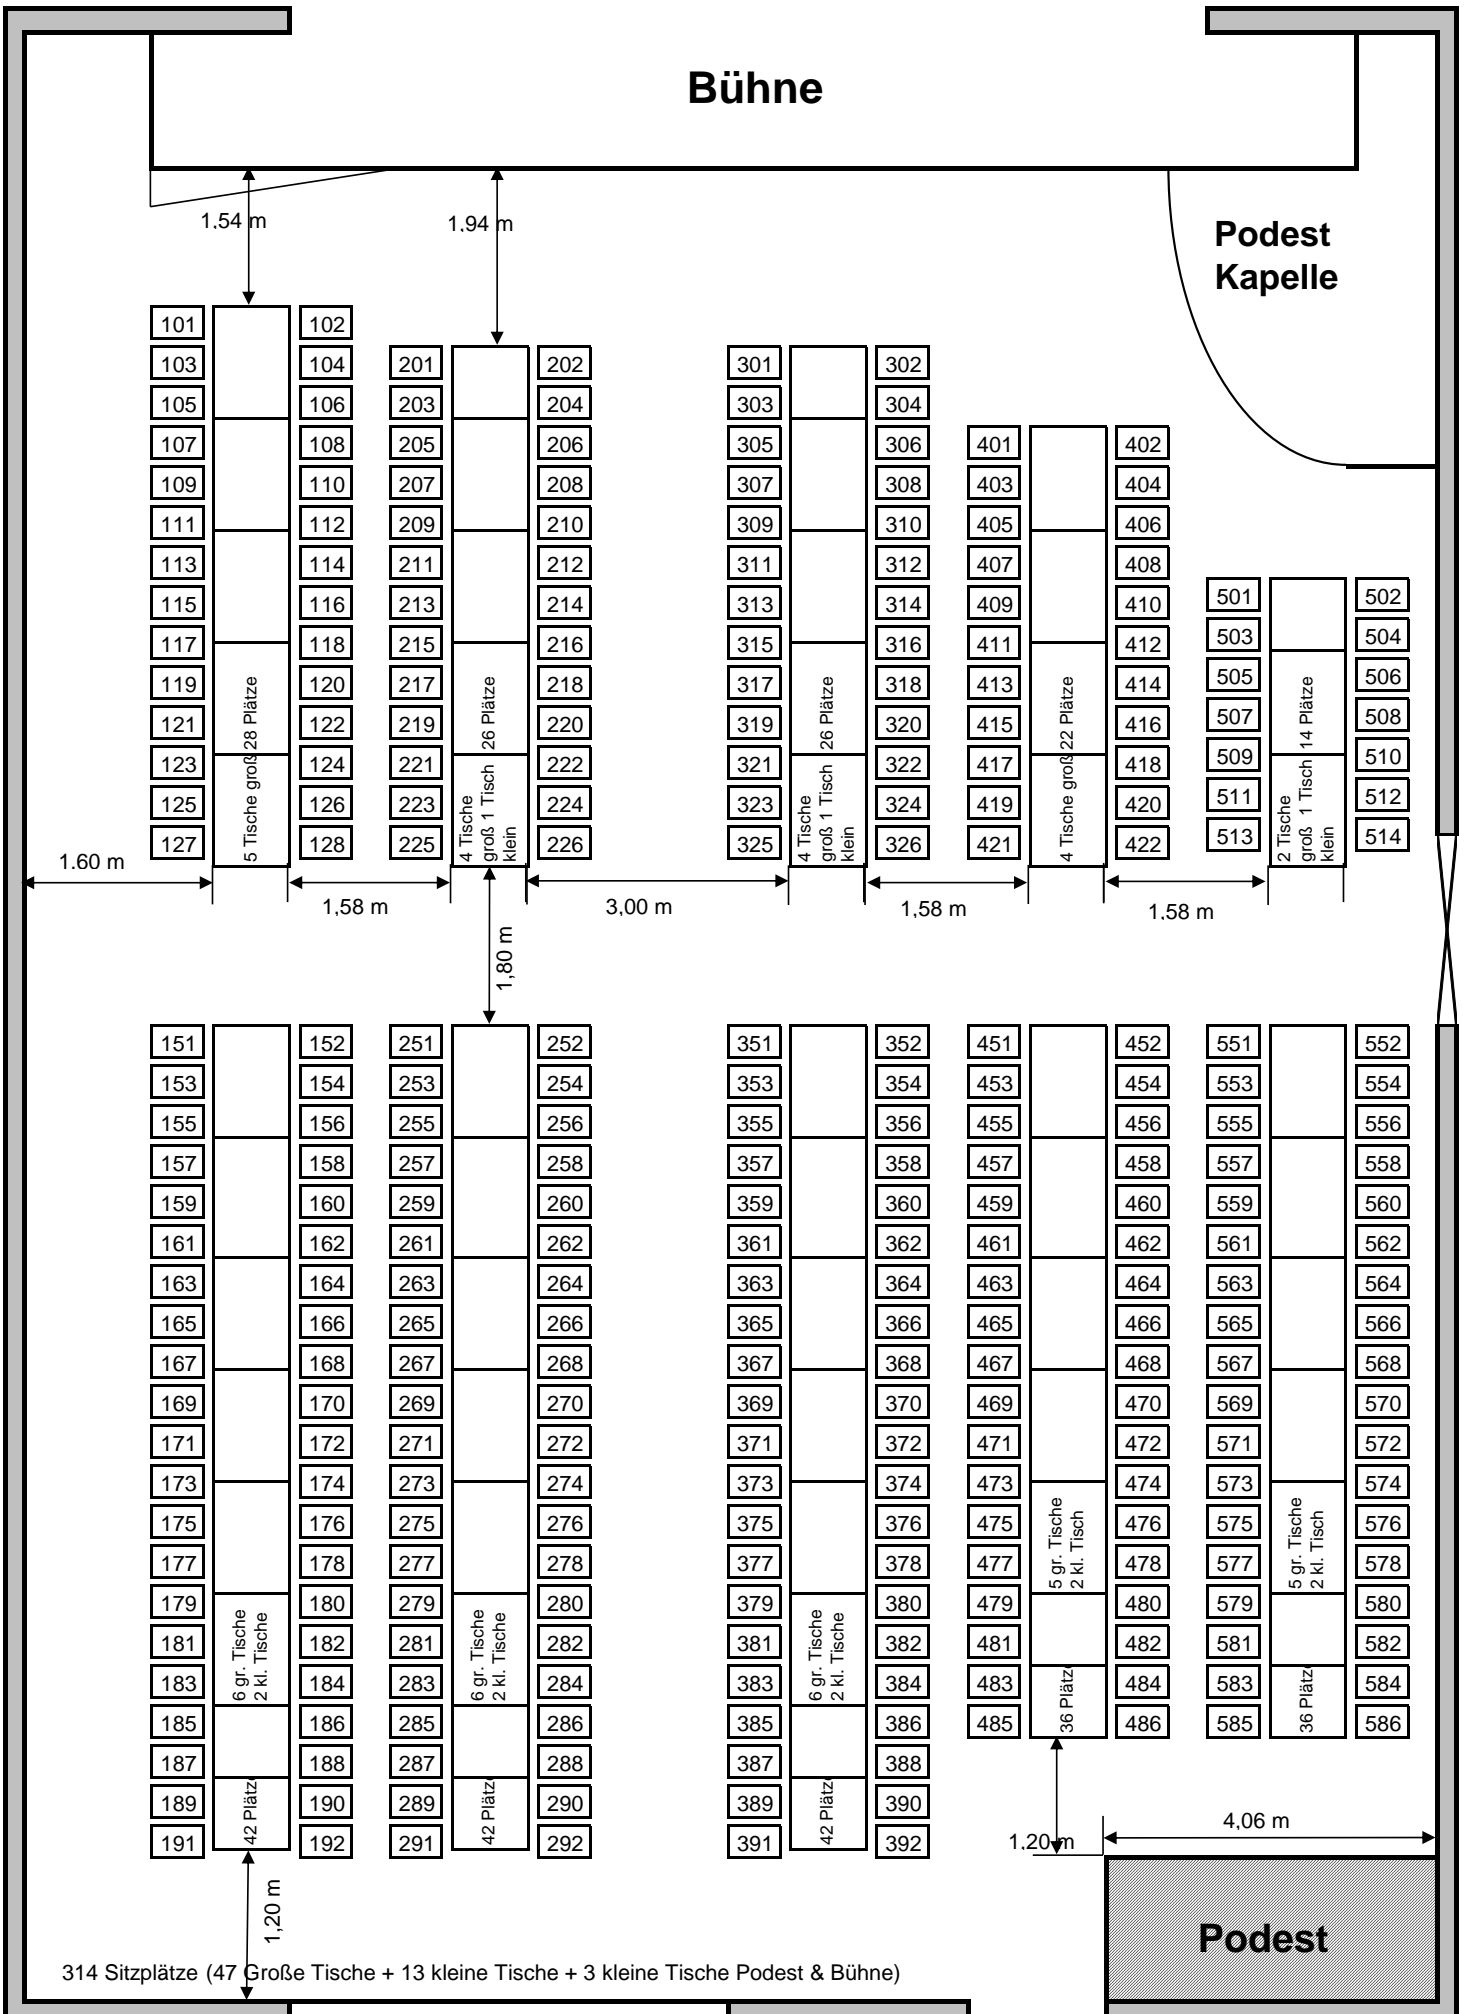 Bühne
Podest
Kapelle
1,54 m
1,94 m
101 102
103 104 201 202 301 302
105 106 203 204 303 304
107 108 205 206 305 306 401 402
109 110 207 208 307 308 403 404
111 112 209 210 309 310 405 406
113 114 211 212 311 312 407 408
115 116 213 214 313 314 409 410 501 502
117 118 215 216 315 316 411 412 503 504
119 120 217 218 317 318 413 414 505 506
121 122 219 220 319 320 415 416 507 508
123 124 221 222 321 322 417 418 509 510
125 126 223 224 323 324 419 420 511 512
127 128 225 226 325 326 421 422 513 514
5 Tische groß 28 Plätze
26 Plätze
4 Tische
groß 1 Tisch
klein
26 Plätze
4 Tische
groß 1 Tisch
klein
4 Tische groß 22 Plätze
14 Plätze
2 Tische
groß 1 Tisch
klein
1.60 m
1,58 m
3,00 m
1,58 m
1,58 m
1,80 m
151 152 251 252 351 352 451 452 551 552
153 154 253 254 353 354 453 454 553 554
155 156 255 256 355 356 455 456 555 556
157 158 257 258 357 358 457 458 557 558
159 160 259 260 359 360 459 460 559 560
161 162 261 262 361 362 461 462 561 562
163 164 263 264 363 364 463 464 563 564
165 166 265 266 365 366 465 466 565 566
167 168 267 268 367 368 467 468 567 568
169 170 269 270 369 370 469 470 569 570
171 172 271 272 371 372 471 472 571 572
173 174 273 274 373 374 473 474 573 574
175 176 275 276 375 376 475 476 575 576
177 178 277 278 377 378 477 478 577 578
179 180 279 280 379 380 479 480 579 580
181 182 281 282 381 382 481 482 581 582
183 184 283 284 383 384 483 484 583 584
185 186 285 286 385 386 485 486 585 586
187 188 287 288 387 388
189 190 289 290 389 390
191 192 291 292 391 392
6 gr. Tische
2 kl. Tische
42 Plätze
6 gr. Tische
2 kl. Tische
42 Plätze
6 gr. Tische
2 kl. Tische
42 Plätze
5 gr. Tische
2 kl. Tisch
36 Plätze
5 gr. Tische
2 kl. Tisch
36 Plätze
1,20 m
4,06 m
1,20 m
Podest
314 Sitzplätze (47 Große Tische + 13 kleine Tische + 3 kleine Tische Podest & Bühne)